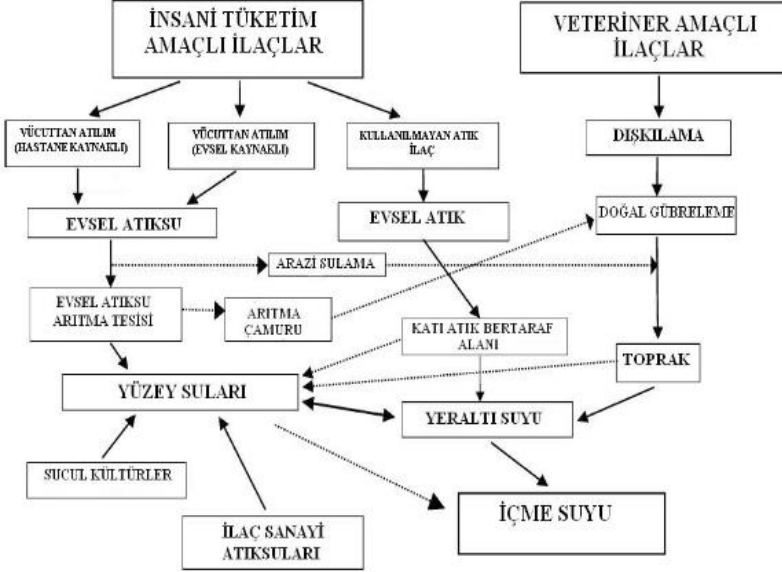 İNSANİ TÜKETİM
AMAÇLI İLAÇLAR
VETERİNER AMAÇLI
İLAÇLAR
VÜCUTTAN ATILIM
(HASTANE KAYNAKLI)
VÜCUTTAN ATILIM
(EVSEL KAYNAKLI)
KULLANILMAYAN ATIK
İLAÇ
DIŞKILAMA
EVSEL ATIKSU
EVSEL ATIK
DOĞAL GÜBRELEME
ARAZİ SULAMA
EVSEL ATIKSU
ARITMA TESİSİ
ARITMA
ÇAMURU
KATI ATIK BERTARAF
ALANI
TOPRAK
YÜZEY SULARI
YERALTI SUYU
SUCUL KÜLTÜRLER
İLAÇ SANAYİ
ATIKSULARI
İÇME SUYU